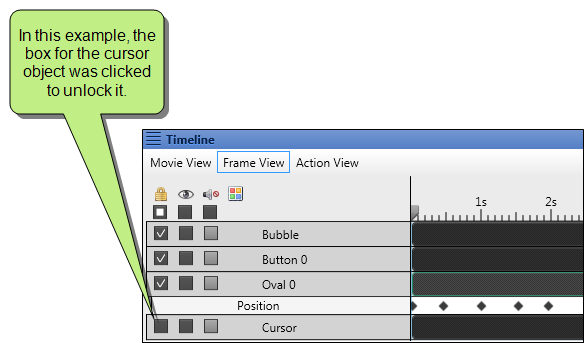 In this example, the
box for the cursor
object was clicked
to unlock it.
Timeline
Movie View Frame View Action View
1s 2s
Bubble
Button 0
Oval 0
Position
Cursor